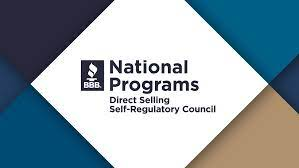 BBB.
National
Programs
Direct Selling
Self-Regulatory Council